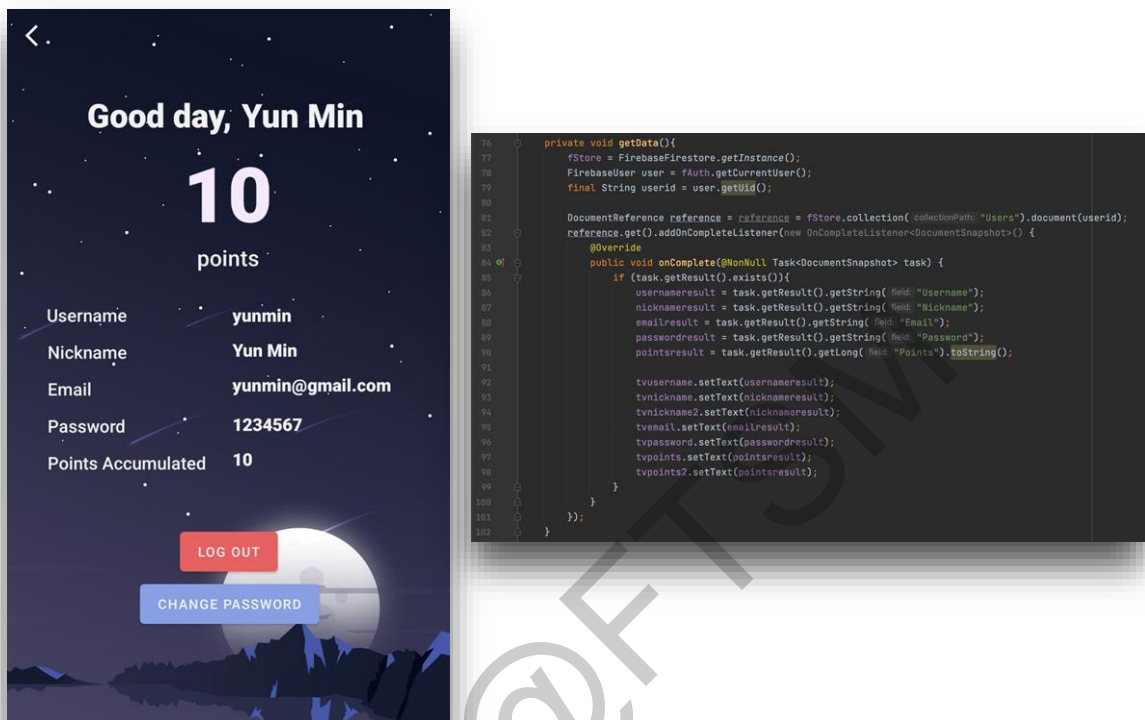 Good day, Yun Min
10
points
Username yunmin
Nickname Yun Min
Email yunmin@gmail.com
Password 1234567
Points Accumulated 10
LOG OUT
CHANGE PASSWORD
76 private void getData(){
77 fStore = FirebaseFirestore.getInstance();
78 FirebaseUser user = fAuth.getCurrentUser();
79 final String userid = user.getUid();
80
81 DocumentReference reference = reference = fStore.collection( collectionPath: "Users").document(userid);
82 reference.get().addOnCompleteListener(new OnCompleteListener<DocumentSnapshot>() {
83 @Override
84 public void onComplete(@NonNull Task<DocumentSnapshot> task) {
85 if (task.getResult().exists()){
86 usernameresult = task.getResult().getString( field: "Username");
87 nicknameresult = task.getResult().getString( field: "Nickname");
88 emailresult = task.getResult().getString( field: "Email");
89 passwordresult = task.getResult().getString( field: "Password");
90 pointsresult = task.getResult().getLong( field: "Points").toString();
91
92 tvusername.setText(usernameresult);
93 tvnickname.setText(nicknameresult);
94 tvnickname2.setText(nicknameresult);
95 tvemail.setText(emailresult);
96 tvpassword.setText(passwordresult);
97 tvpoints.setText(pointsresult);
98 tvpoints2.setText(pointsresult);
99 }
100 }
101 });
102 }
@FTSM